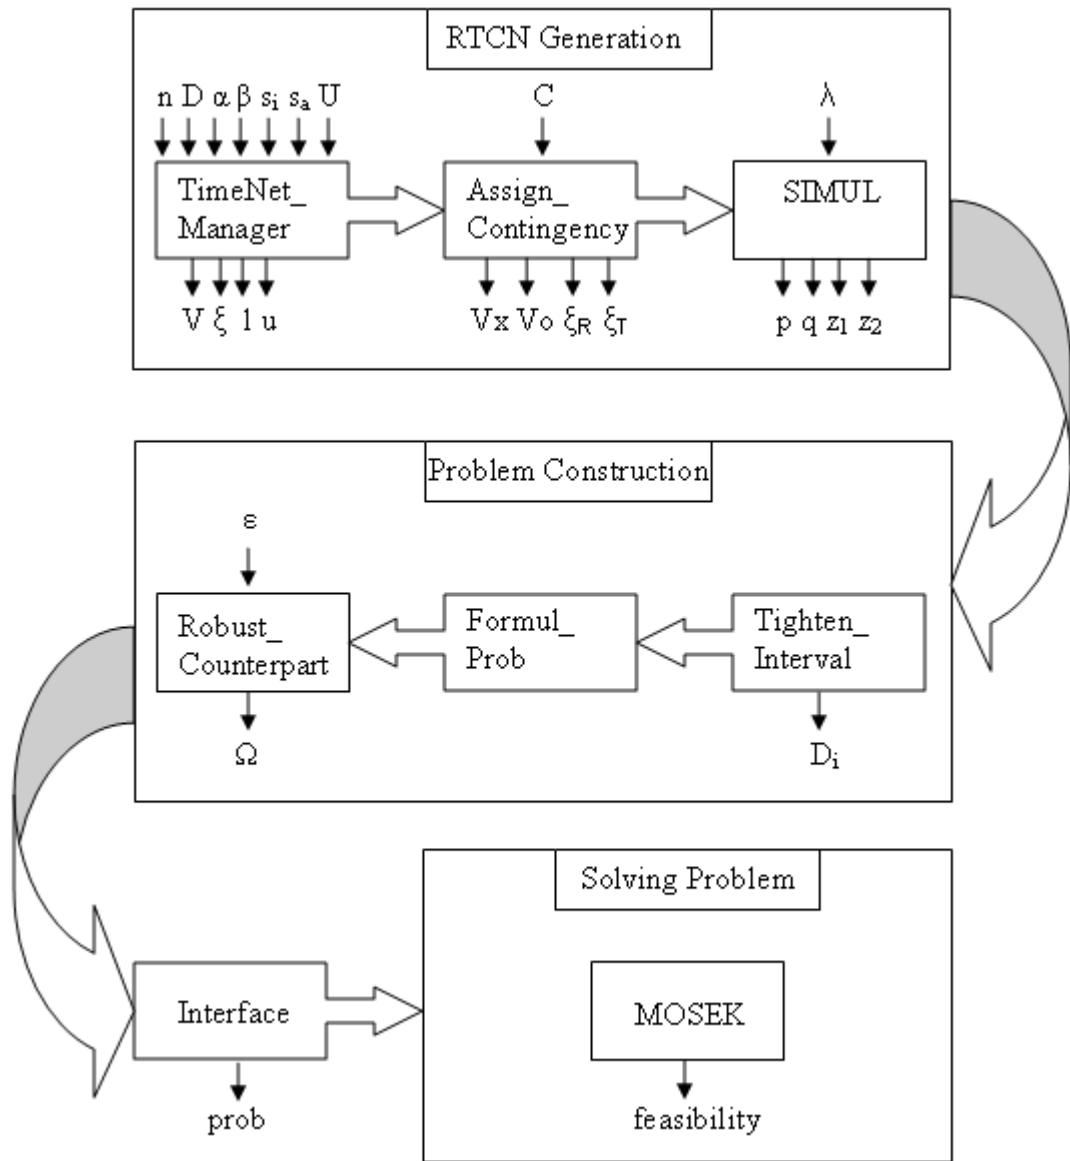 RTCN Generation
n D α β sᵢ sₐ U
C
λ
TimeNet_
Manager
Assign_
Contingency
SIMUL
V ξ l u
Vx Vo ξR ξT
p q z₁ z₂
Problem Construction
ε
Robust_
Counterpart
Formul_
Prob
Tighten_
Interval
Ω
Dᵢ
Solving Problem
Interface
MOSEK
prob
feasibility